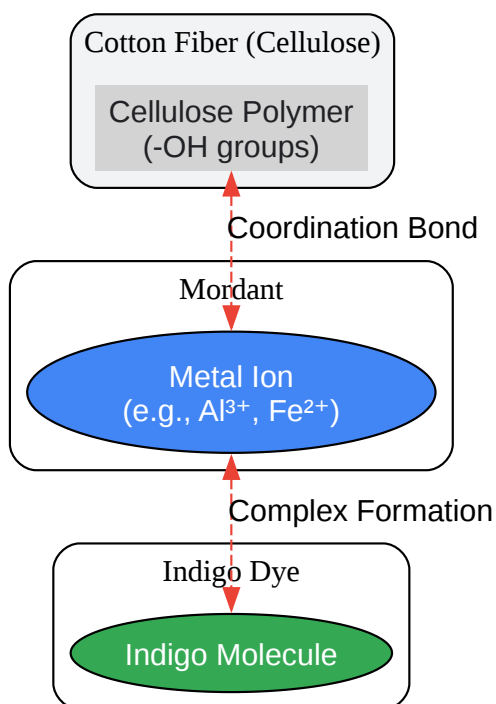 Cotton Fiber (Cellulose)
Cellulose Polymer
(-OH groups)
Coordination Bond
Mordant
Metal Ion
(e.g., Al³⁺, Fe²⁺)
Complex Formation
Indigo Dye
Indigo Molecule